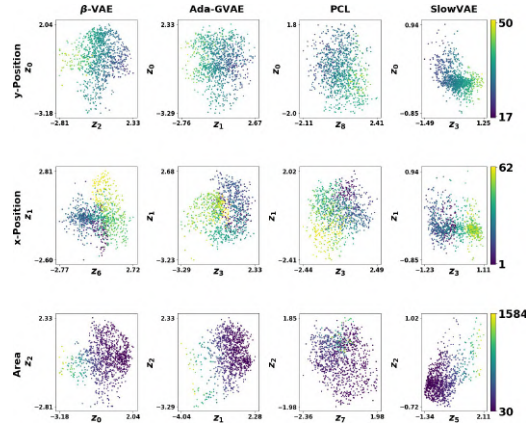 β-VAE Ada-GVAE PCL SlowVAE
y-Position
2.04 z0 -3.18 -2.81 z2 2.33
2.33 z0 -3.29 -2.76 z1 2.67
1.8 z0 -2.0 -2.11 z8 2.41
0.94 z0 -0.85 -1.49 z3 1.25
50 17
x-Position
2.81 z1 -2.60 -2.77 z6 2.72
2.68 z1 -3.29 z3 2.33
2.02 z1 -2.41 -2.44 z3 2.49
0.94 z1 -0.85 -1.23 z3 1.11
62 1
Area
2.33 z2 -2.81 -3.18 z0 2.04
2.33 z2 -4.04 z1 2.28
1.85 z2 -1.98 -2.36 z7 1.98
1.02 z2 -0.72 -1.34 z5 2.11
1584 30